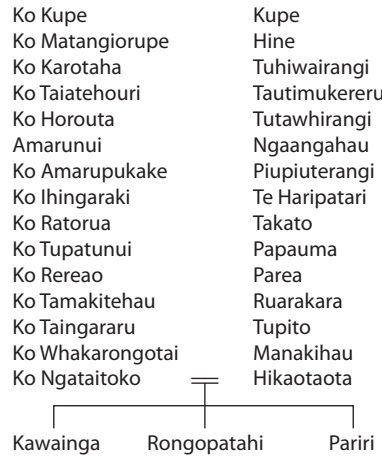 Ko Kupe Kupe
Ko Matangiorupe Hine
Ko Karotaha Tuhiwairangi
Ko Taiatehouri Tautimukereru
Ko Horouta Tutawhirangi
Amarunui Ngaangahau
Ko Amarupukake Piupiuterangi
Ko Ihingaraki Te Haripatari
Ko Ratorua Takato
Ko Tupatunui Papauma
Ko Rereao Parea
Ko Tamakitehau Ruarakara
Ko Taingararu Tupito
Ko Whakarongotai Manakihau
Ko Ngataitoko Hikaotaota
Kawainga Rongopatahi Pariri